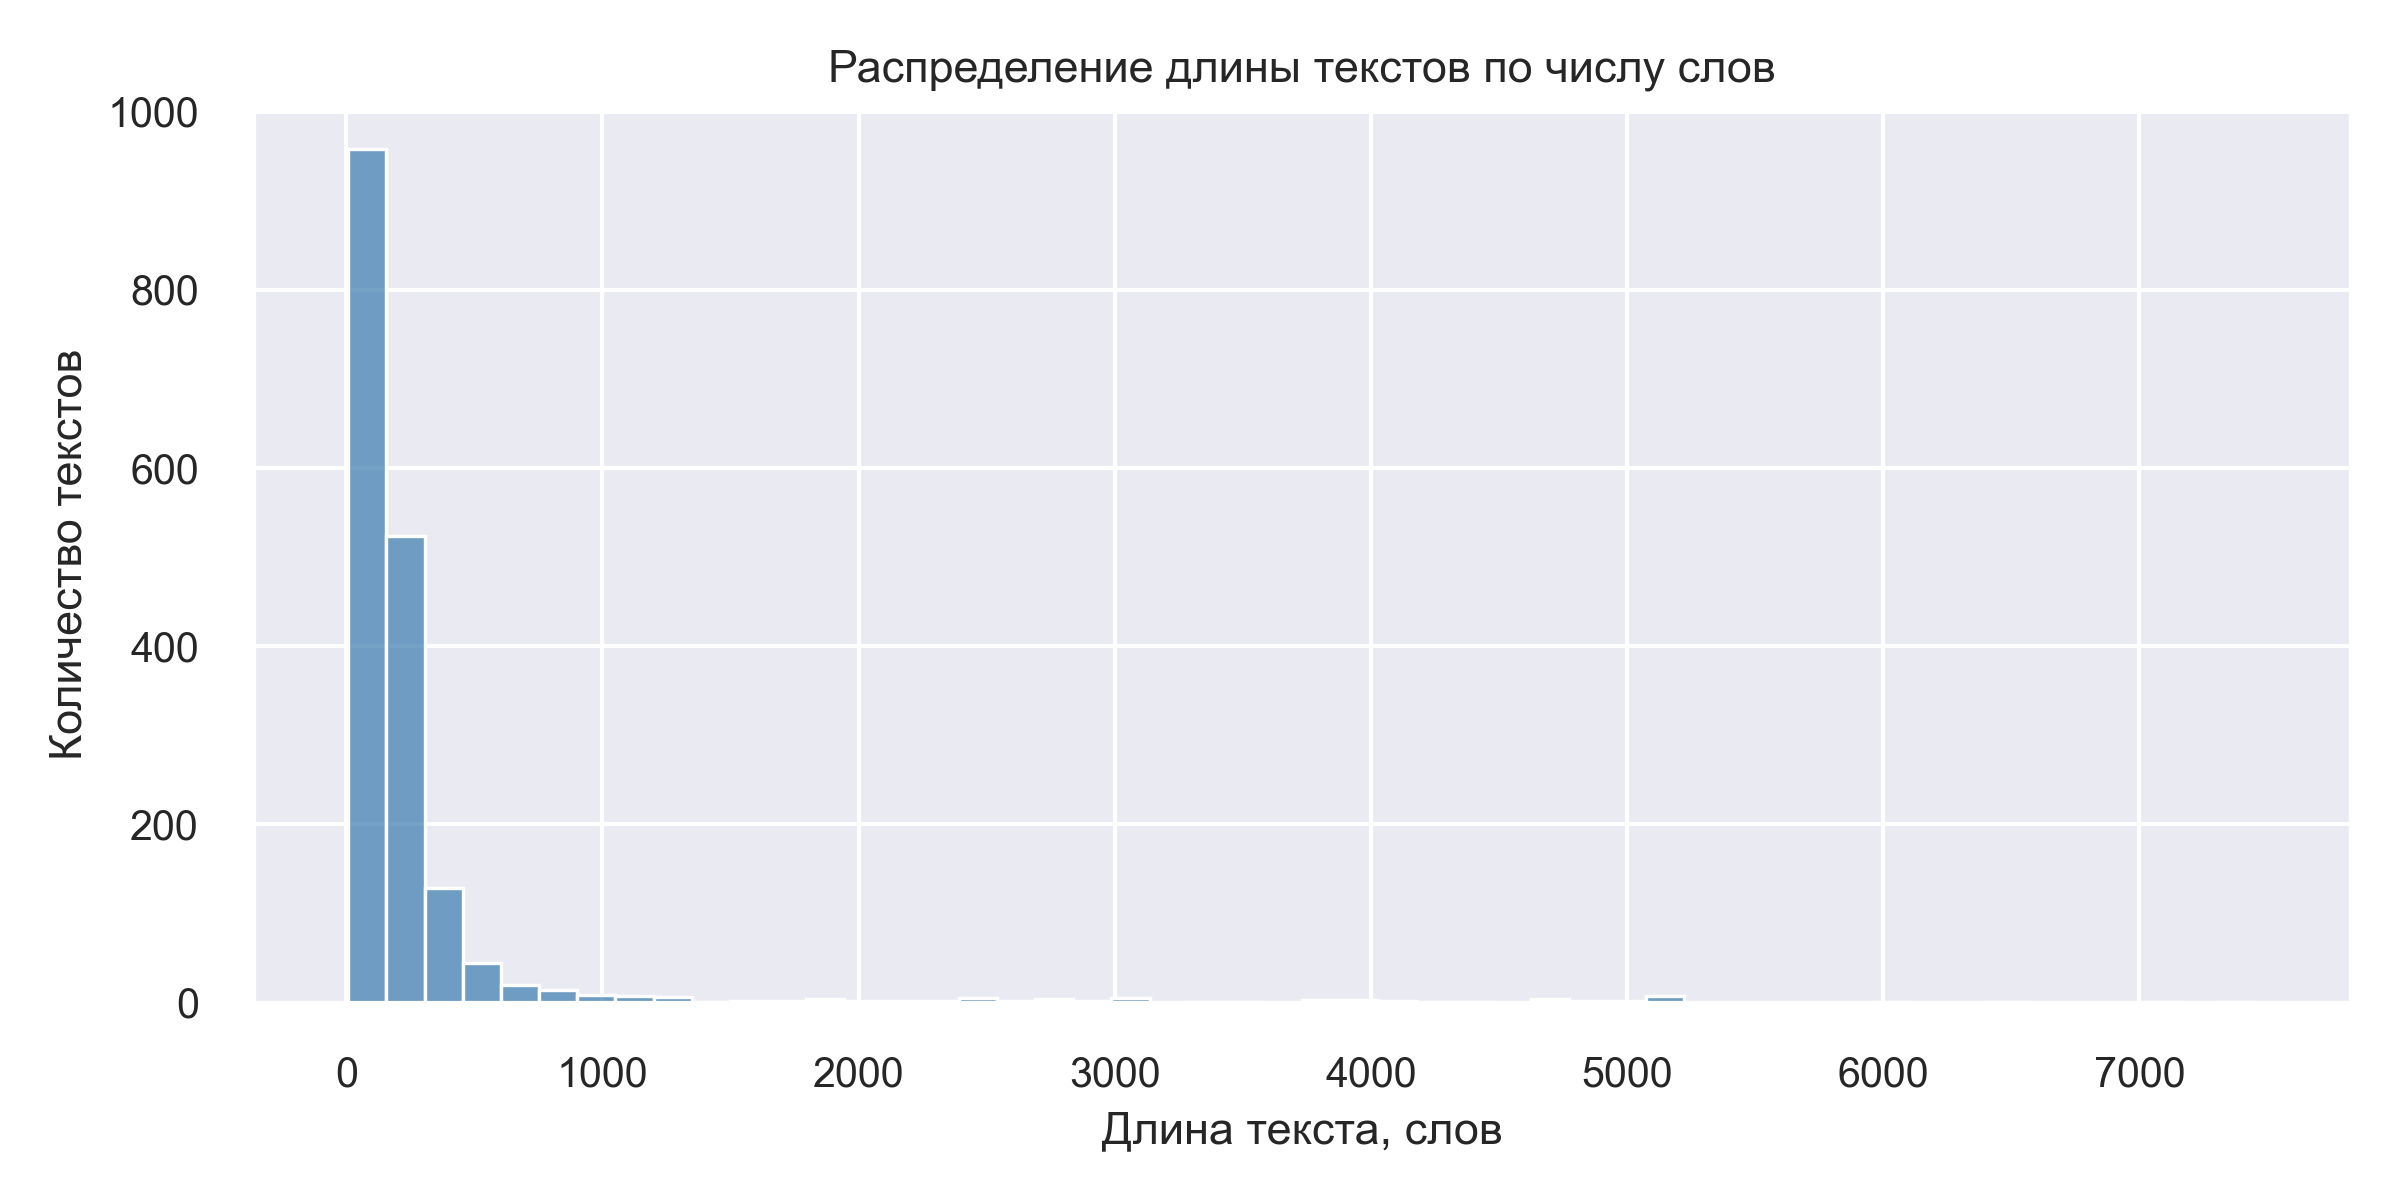 Распределение длины текстов по числу слов
1000
800
600
400
200
0
Количество текстов
0 1000 2000 3000 4000 5000 6000 7000
Длина текста, слов